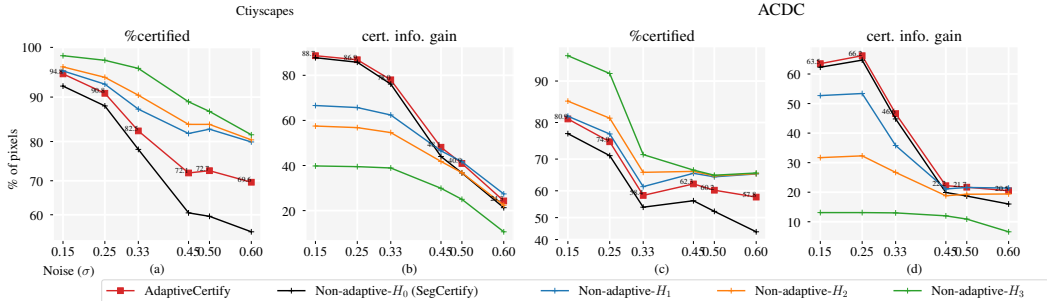 Ctiyscapes
ACDC
%certified
cert. info. gain
%certified
cert. info. gain
% of pixels
100
90
80
70
60
80
60
40
20
90
80
70
60
50
40
60
50
40
30
20
10
0.15 0.25 0.33 0.45 0.50 0.60
0.15 0.25 0.33 0.45 0.50 0.60
0.15 0.25 0.33 0.45 0.50 0.60
0.15 0.25 0.33 0.45 0.50 0.60
Noise (σ)
(a)
(b)
(c)
(d)
AdaptiveCertify
Non-adaptive-H₀ (SegCertify)
Non-adaptive-H₁
Non-adaptive-H₂
Non-adaptive-H₃